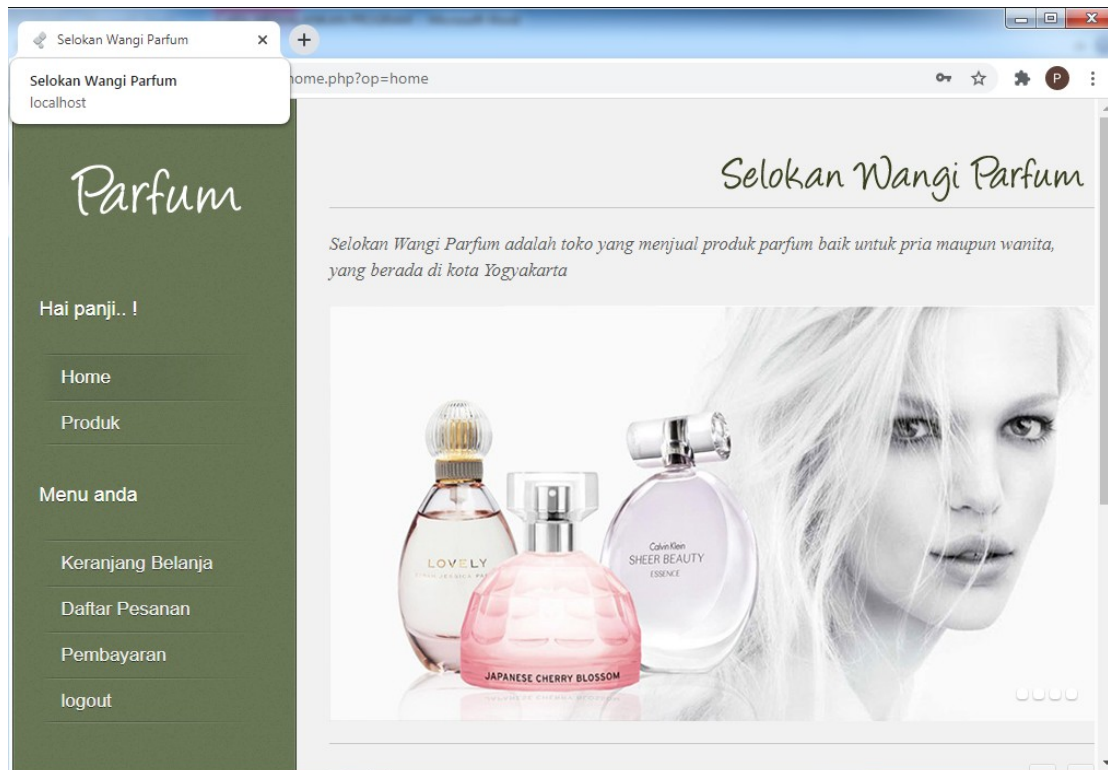 Selokan Wangi Parfum
Selokan Wangi Parfum
localhost
ome.php?op=home
P
Parfum
Hai panji.. !
Home
Produk
Menu anda
Keranjang Belanja
Daftar Pesanan
Pembayaran
logout
Selokan Wangi Parfum
Selokan Wangi Parfum adalah toko yang menjual produk parfum baik untuk pria maupun wanita,
yang berada di kota Yogyakarta
LOVELY
Calvin Klein
SHEER BEAUTY
ESSENCE
JAPANESE CHERRY BLOSSOM